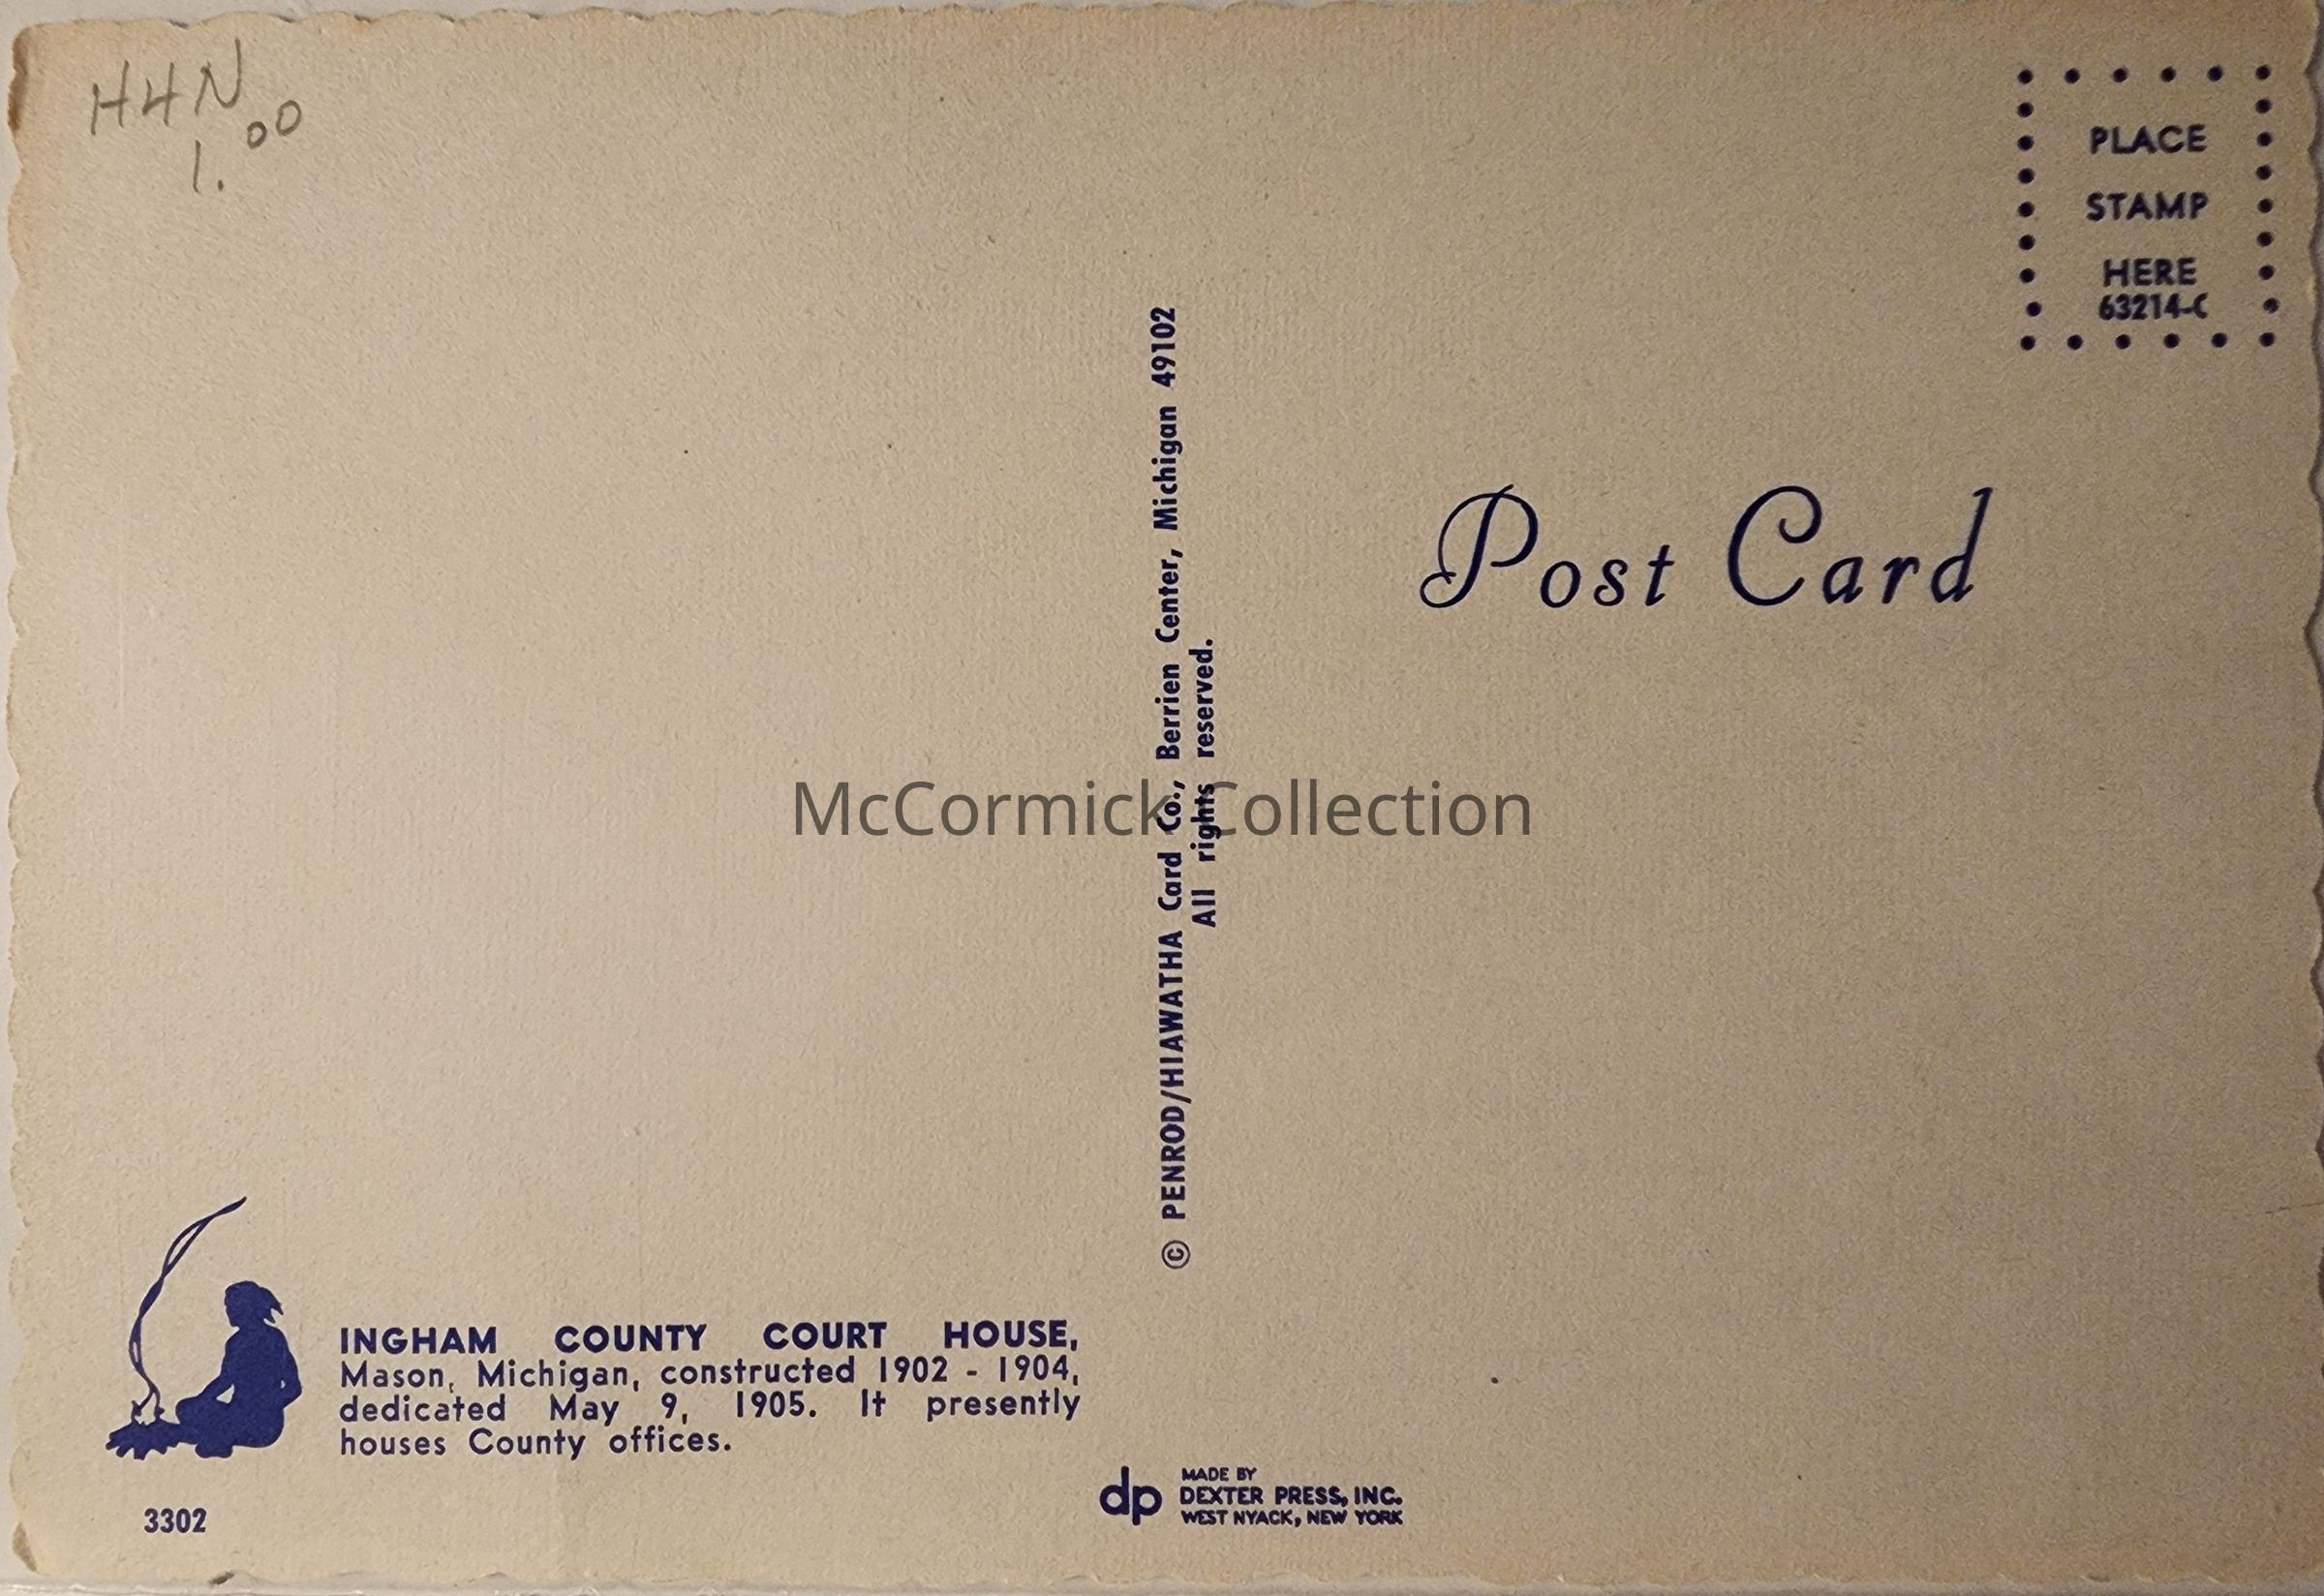 H4N
1.00
PLACE
STAMP
HERE
63214-C
Post Card
© PENROD/HIAWATHA Card Co., Berrien Center, Michigan 49102
All rights reserved.
McCormick Collection
INGHAM COUNTY COURT HOUSE,
Mason, Michigan, constructed 1902 - 1904,
dedicated May 9, 1905. It presently
houses County offices.
3302
dp
MADE BY
DEXTER PRESS, INC.
WEST NYACK, NEW YORK